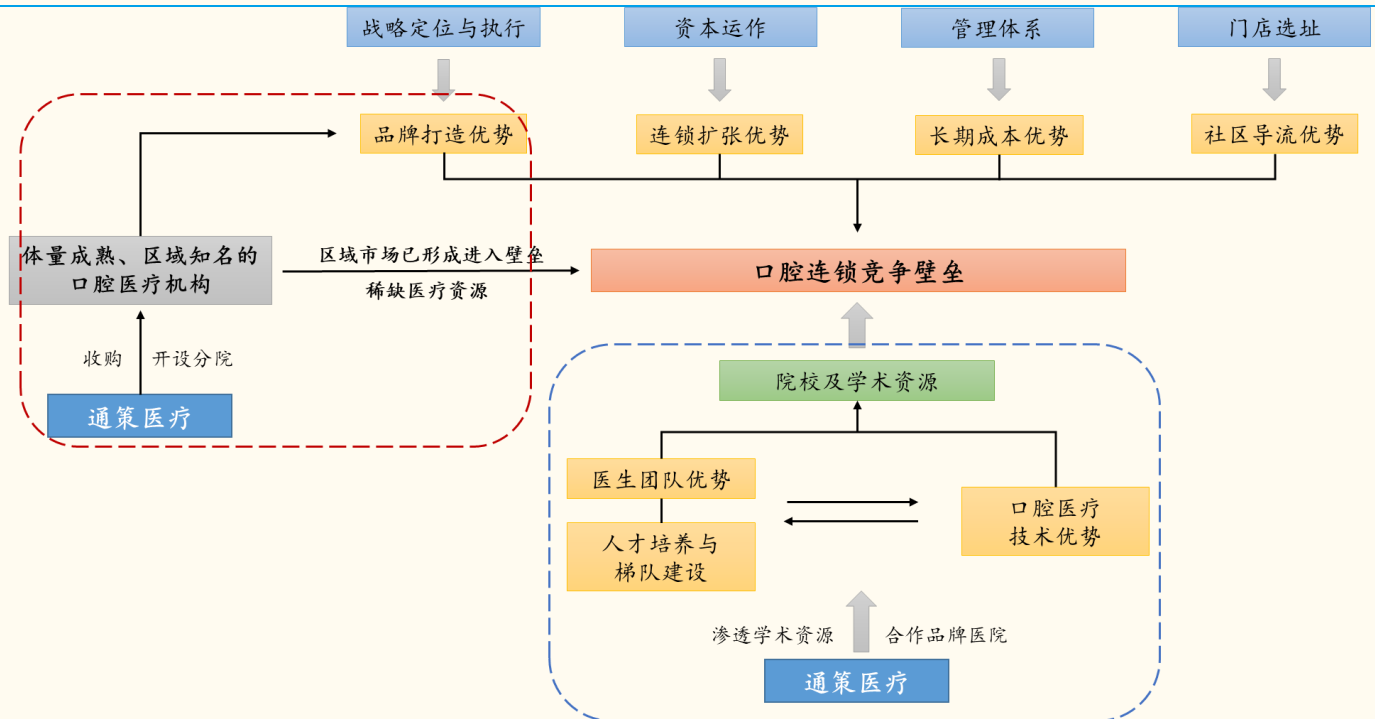 战略定位与执行
资本运作
管理体系
门店选址
品牌打造优势
连锁扩张优势
长期成本优势
社区导流优势
体量成熟、区域知名的
口腔医疗机构
区域市场已形成进入壁垒
稀缺医疗资源
口腔连锁竞争壁垒
收购
开设分院
通策医疗
院校及学术资源
医生团队优势
人才培养与
梯队建设
口腔医疗
技术优势
渗透学术资源
合作品牌医院
通策医疗